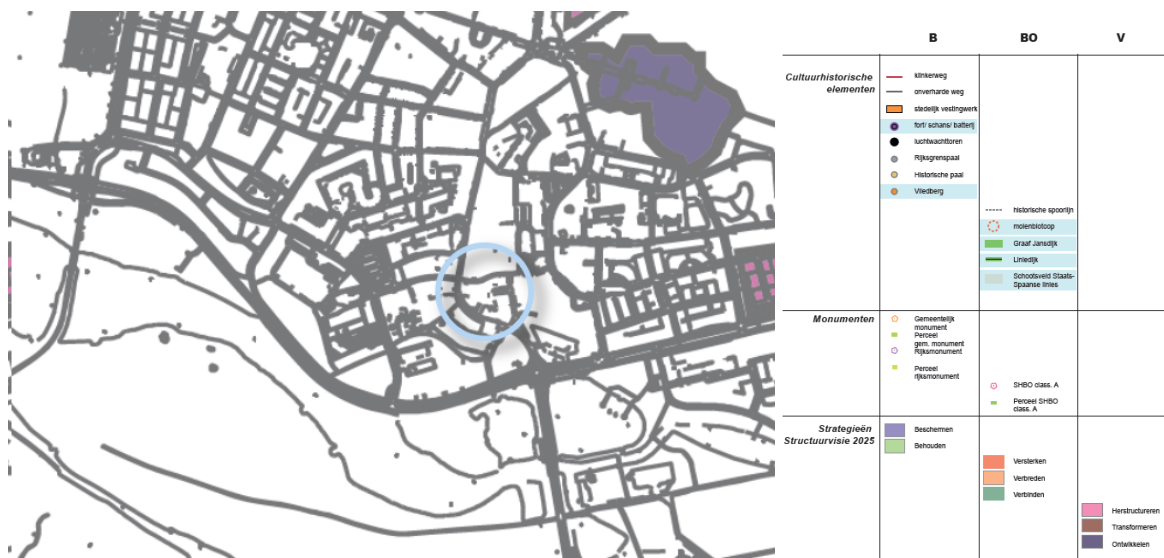 B BO V
Cultuurhistorische
elementen
klinkerweg
onverharde weg
stedelijk vestingwerk
fort/ schans/ batterij
luchtwachttoren
Rijksgrenspaal
Historische paal
Vliedberg
historische spoorlijn
molenbiotoop
Graaf Jansdijk
Liniedijk
Schootsveld Staats-
Spaanse linies
Monumenten
Gemeentelijk
monument
Perceel
gem. monument
Rijksmonument
Perceel
rijksmonument
SHBO class. A
Perceel SHBO
class. A
Strategieën
Structuurvisie 2025
Beschermen
Behouden
Versterken
Verbreden
Verbinden
Herstructureren
Transformeren
Ontwikkelen